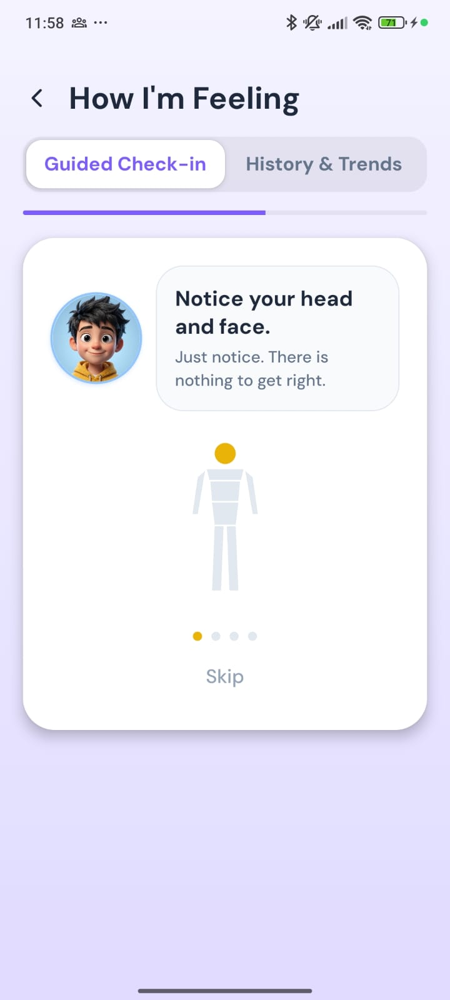 11:58
71
How I'm Feeling
Guided Check-in
History & Trends
Notice your head
and face.
Just notice. There is
nothing to get right.
Skip